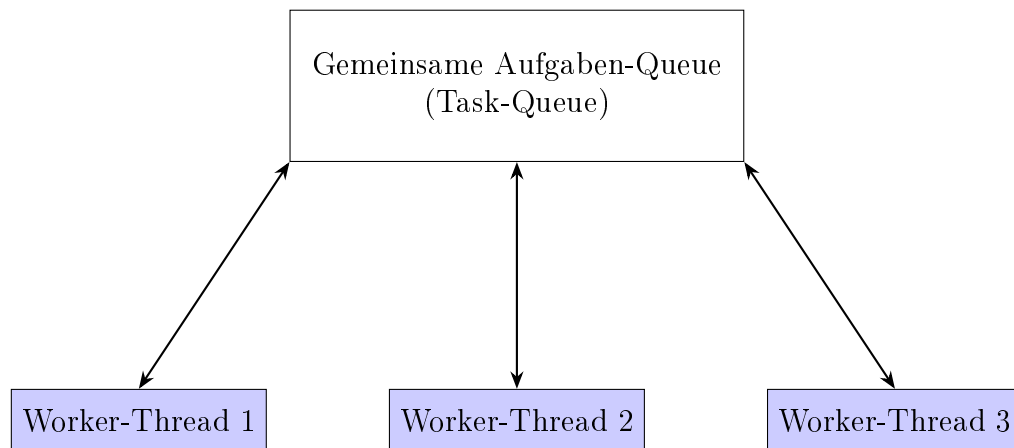 Gemeinsame Aufgaben-Queue
(Task-Queue)
Worker-Thread 1
Worker-Thread 2
Worker-Thread 3